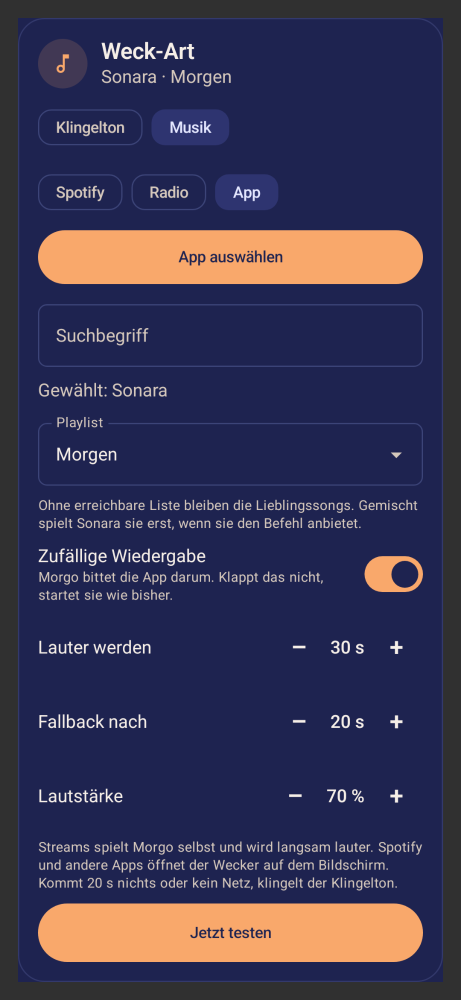 Weck-Art
Sonara · Morgen
Klingelton
Musik
Spotify
Radio
App
App auswählen
Suchbegriff
Gewählt: Sonara
Playlist
Morgen
Ohne erreichbare Liste bleiben die Lieblingssongs. Gemischt
spielt Sonara sie erst, wenn sie den Befehl anbietet.
Zufällige Wiedergabe
Morgo bittet die App darum. Klappt das nicht,
startet sie wie bisher.
Lauter werden − 30 s +
Fallback nach − 20 s +
Lautstärke − 70 % +
Streams spielt Morgo selbst und wird langsam lauter. Spotify
und andere Apps öffnet der Wecker auf dem Bildschirm.
Kommt 20 s nichts oder kein Netz, klingelt der Klingelton.
Jetzt testen